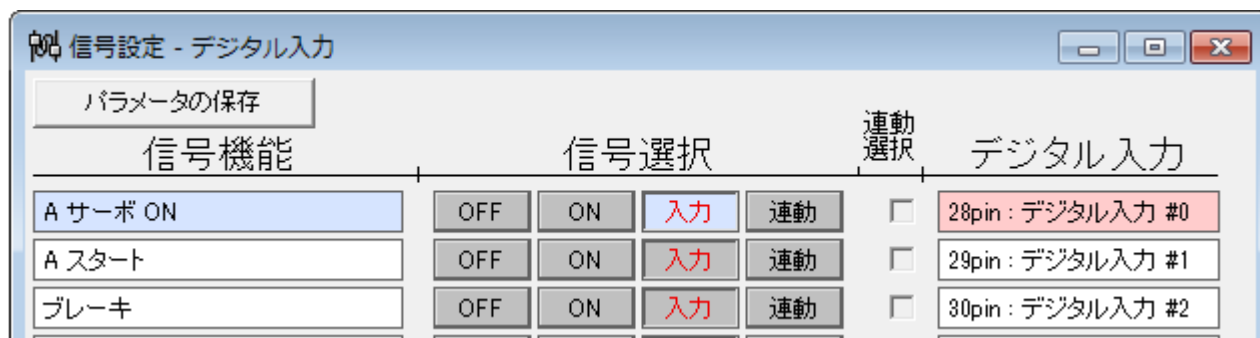 信号設定 - デジタル入力
パラメータの保存
信号機能 信号選択 連動選択 デジタル入力
A サーボ ON OFF ON 入力 連動 28pin : デジタル入力 #0
A スタート OFF ON 入力 連動 29pin : デジタル入力 #1
ブレーキ OFF ON 入力 連動 30pin : デジタル入力 #2